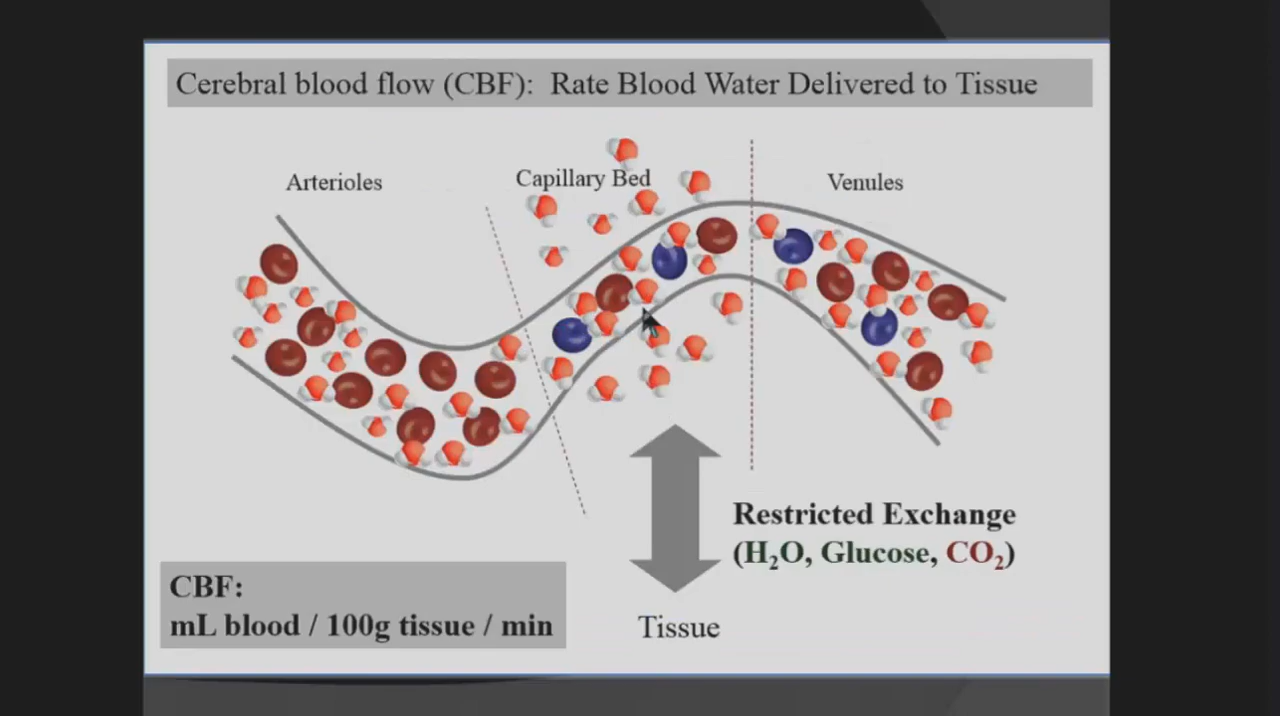 Cerebral blood flow (CBF): Rate Blood Water Delivered to Tissue
Arterioles
Capillary Bed
Venules
Restricted Exchange
(H₂O, Glucose, CO₂)
CBF:
mL blood / 100g tissue / min
Tissue